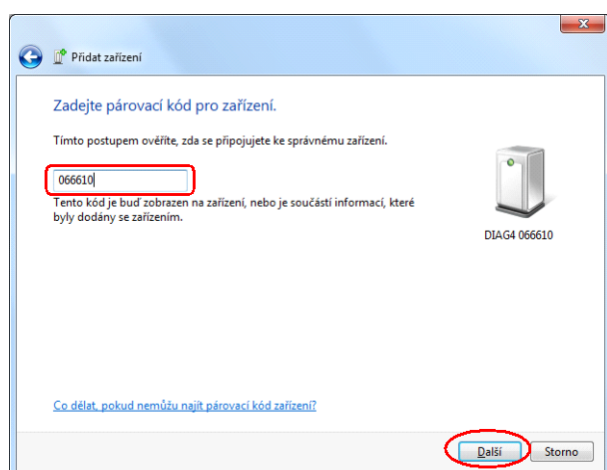 Přidat zařízení
Zadejte párovací kód pro zařízení.
Tímto postupem ověříte, zda se připojujete ke správnému zařízení.
066610
Tento kód je buď zobrazen na zařízení, nebo je součástí informací, které
byly dodány se zařízením.
DIAG4 066610
Co dělat, pokud nemůžu najít párovací kód zařízení?
Další
Storno